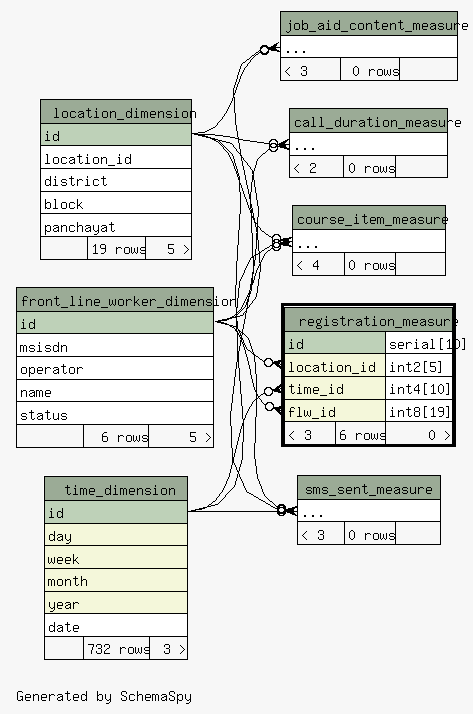 job_aid_content_measure
...
< 3 0 rows
location_dimension
id
location_id
district
block
panchayat
19 rows 5 >
call_duration_measure
...
< 2 0 rows
course_item_measure
...
< 4 0 rows
front_line_worker_dimension
id
msisdn
operator
name
status
6 rows 5 >
registration_measure
id serial[10]
location_id int2[5]
time_id int4[10]
flw_id int8[19]
< 3 6 rows 0 >
time_dimension
id
day
week
month
year
date
732 rows 3 >
sms_sent_measure
...
< 3 0 rows
Generated by SchemaSpy